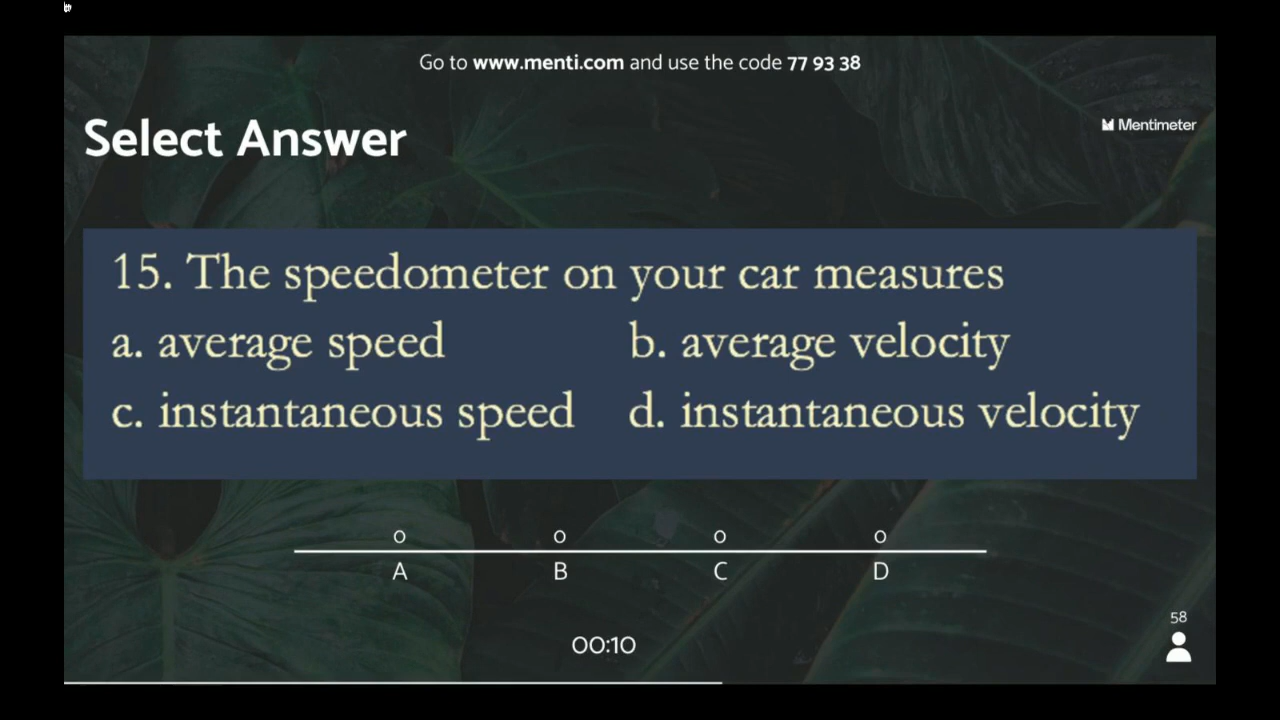 Go to www.menti.com and use the code 77 93 38
Select Answer
Mentimeter
15. The speedometer on your car measures
a. average speed b. average velocity
c. instantaneous speed d. instantaneous velocity
0 0 0 0
A B C D
00:10
58